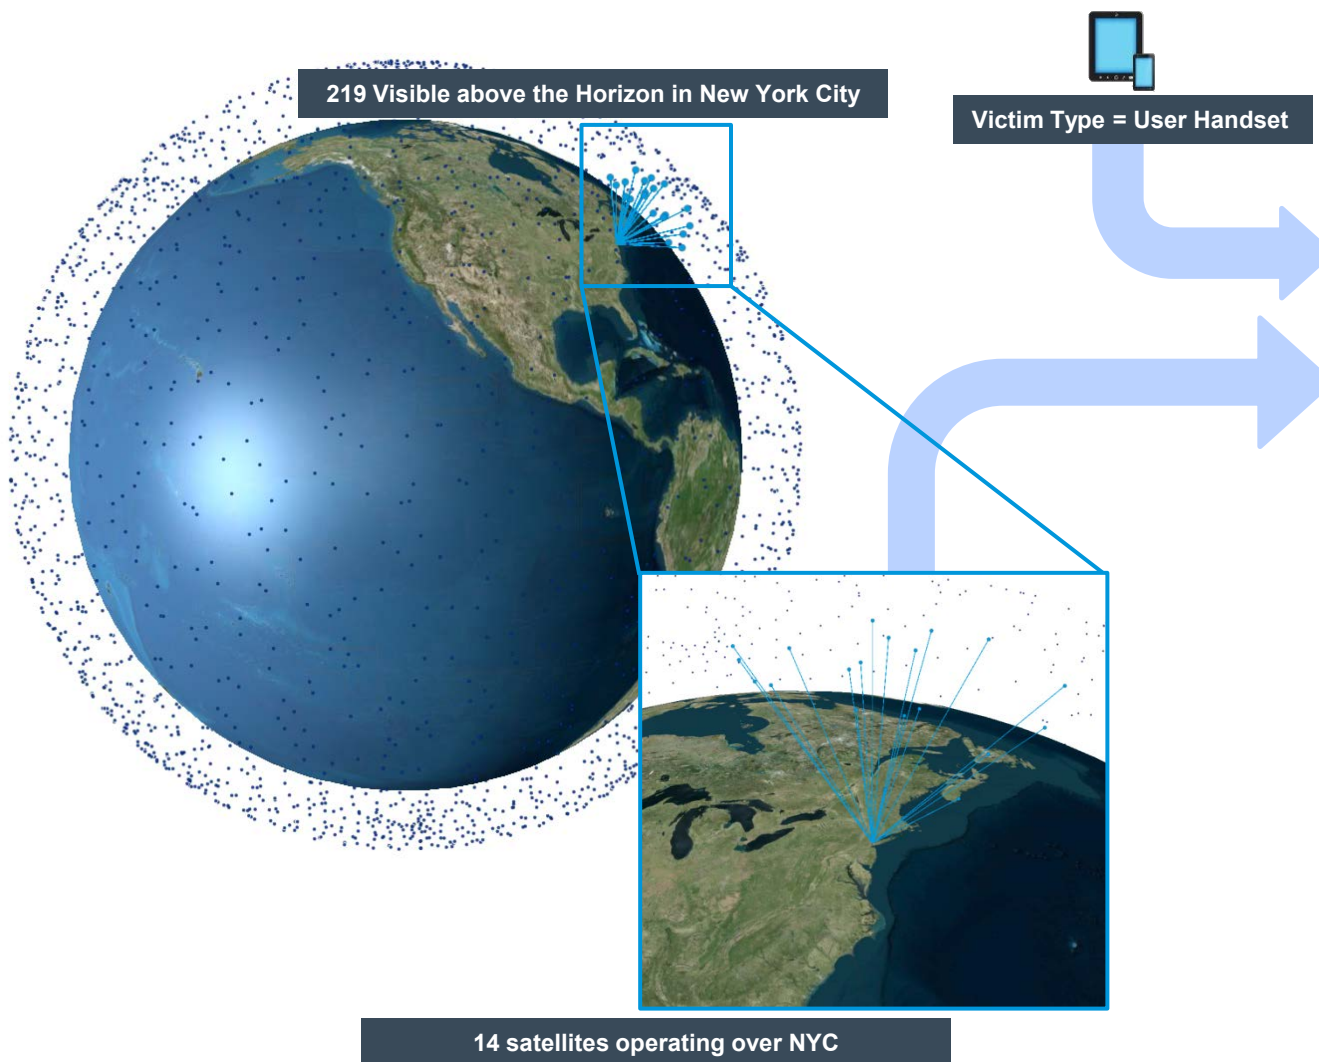 219 Visible above the Horizon in New York City
Victim Type = User Handset
14 satellites operating over NYC